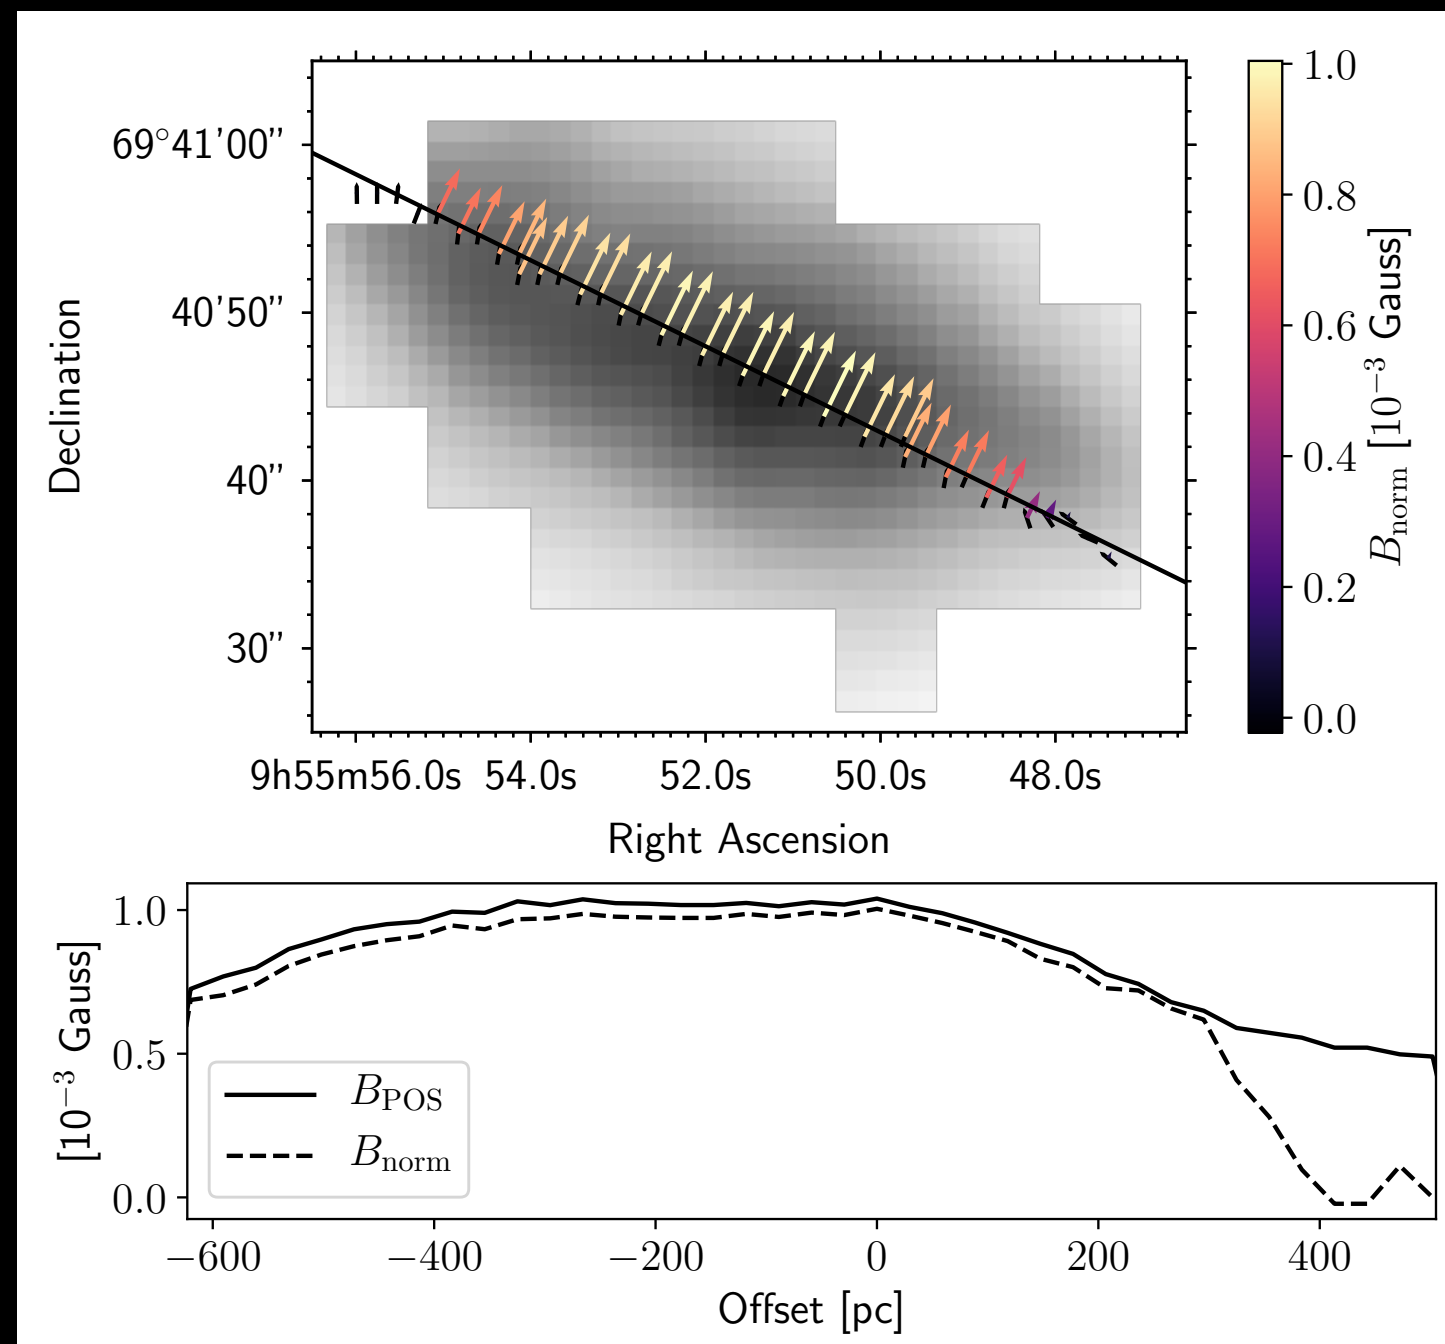 69°41'00"
40'50"
40"
30"
Declination
9h55m56.0s 54.0s 52.0s 50.0s 48.0s
Right Ascension
1.0
0.8
0.6
0.4
0.2
0.0
B_norm [10^−3 Gauss]
1.0
0.5
0.0
[10^−3 Gauss]
B_POS
B_norm
−600 −400 −200 0 200 400
Offset [pc]